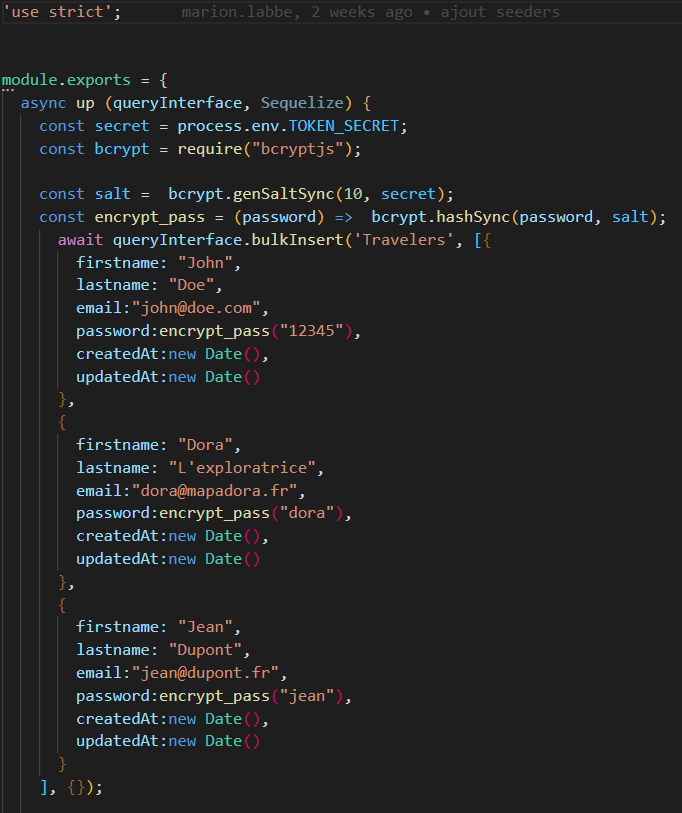 'use strict';     marion.labbe, 2 weeks ago • ajout seeders
module.exports = {
  async up (queryInterface, Sequelize) {
    const secret = process.env.TOKEN_SECRET;
    const bcrypt = require("bcryptjs");
    const salt =  bcrypt.genSaltSync(10, secret);
    const encrypt_pass = (password) =>  bcrypt.hashSync(password, salt);
      await queryInterface.bulkInsert('Travelers', [{
        firstname: "John",
        lastname: "Doe",
        email:"john@doe.com",
        password:encrypt_pass("12345"),
        createdAt:new Date(),
        updatedAt:new Date()
      },
      {
        firstname: "Dora",
        lastname: "L'exploratrice",
        email:"dora@mapadora.fr",
        password:encrypt_pass("dora"),
        createdAt:new Date(),
        updatedAt:new Date()
      },
      {
        firstname: "Jean",
        lastname: "Dupont",
        email:"jean@dupont.fr",
        password:encrypt_pass("jean"),
        createdAt:new Date(),
        updatedAt:new Date()
      }
    ], {});